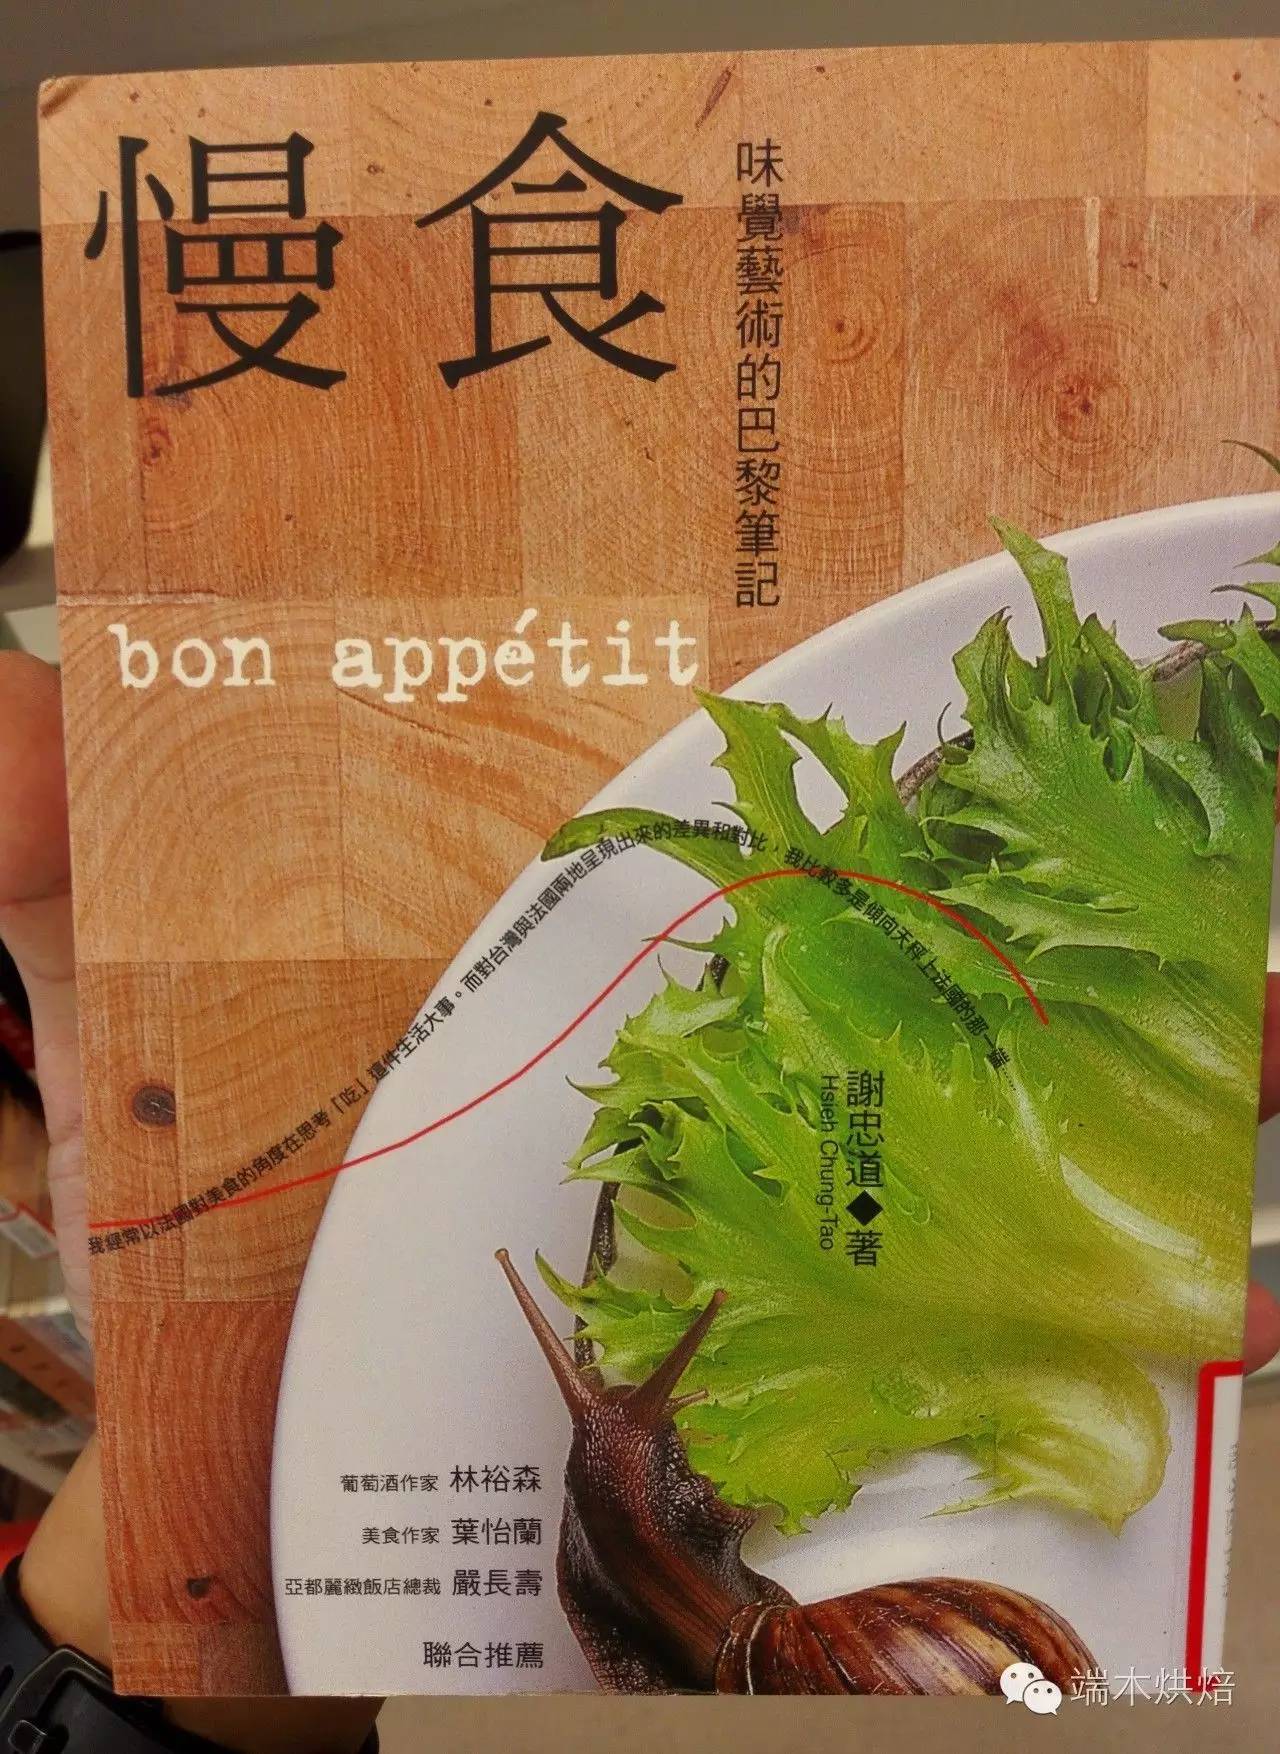 慢食
味覺藝術的巴黎筆記
bon appétit
我經常以法國對美食的角度在思考「吃」這件生活大事。而對台灣與法國兩地呈現出來的差異和對比，我比較多是傾向天秤上法國的那一端……
謝忠道◆著
Hsieh Chung-Tao
葡萄酒作家 林裕森
美食作家 葉怡蘭
亞都麗緻飯店總裁 嚴長壽
聯合推薦
端木烘焙